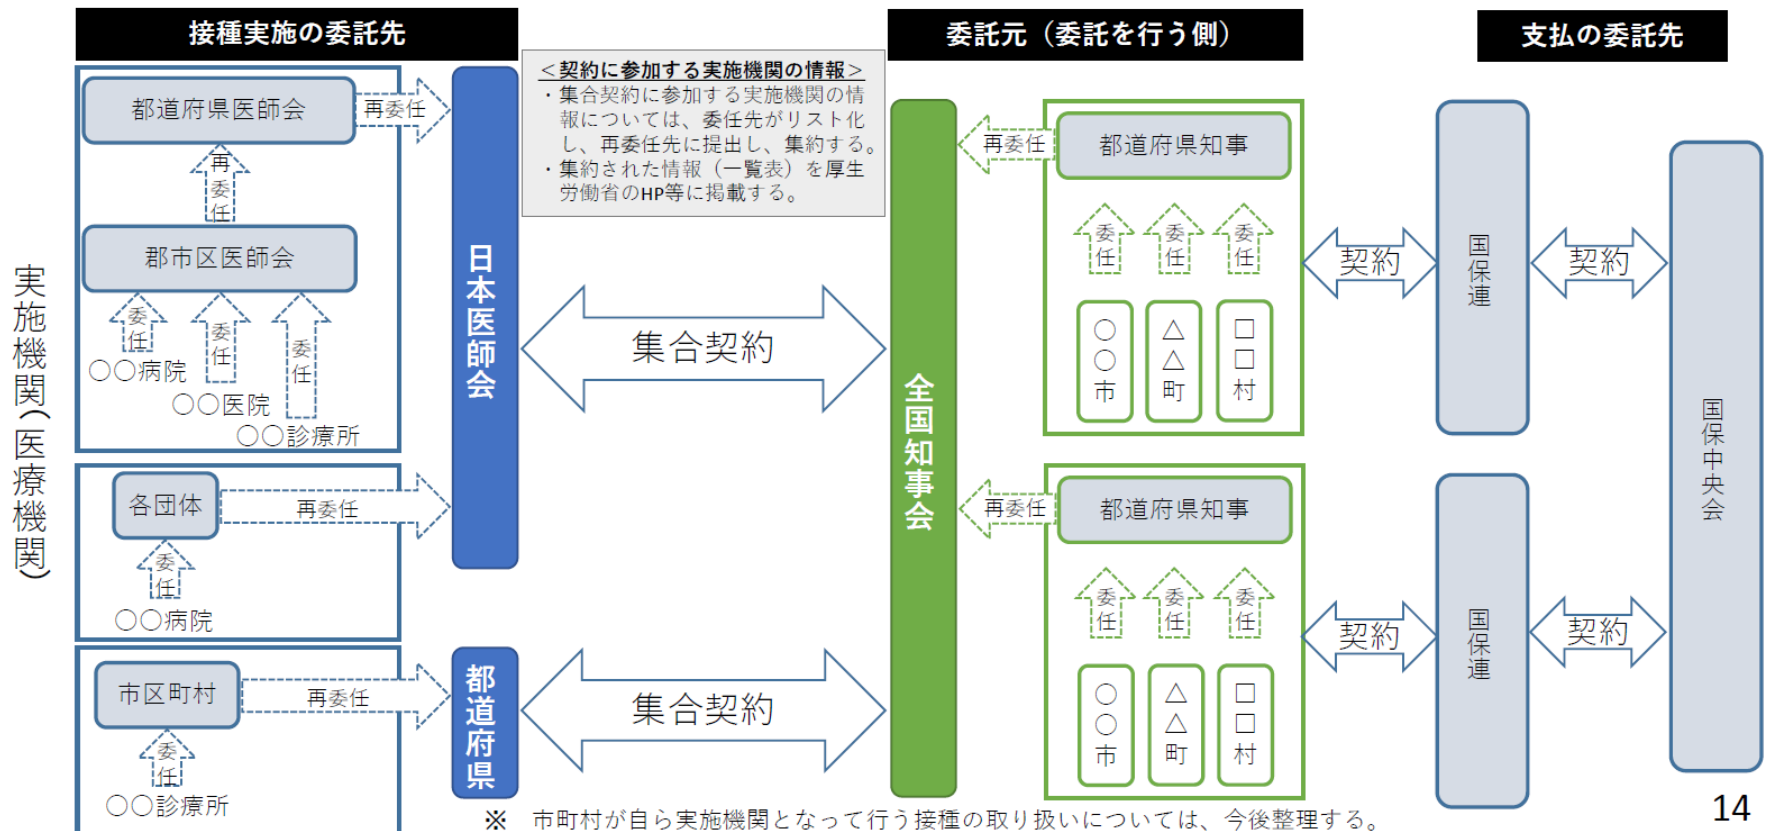 接種実施の委託先
委託元（委託を行う側）
支払の委託先
実施機関（医療機関）
都道府県医師会
再委任
再委任
郡市区医師会
委任
委任
委任
〇〇病院
〇〇医院
〇〇診療所
各団体
再委任
委任
〇〇病院
市区町村
再委任
委任
〇〇診療所
日本医師会
都道府県
＜契約に参加する実施機関の情報＞
・集合契約に参加する実施機関の情
報については、委任先がリスト化
し、再委任先に提出し、集約する。
・集約された情報（一覧表）を厚生
労働省のHP等に掲載する。
集合契約
集合契約
全国知事会
再委任
都道府県知事
委任
委任
委任
〇〇市
△△町
□□村
再委任
都道府県知事
委任
委任
委任
〇〇市
△△町
□□村
契約
国保連
契約
契約
国保連
契約
国保中央会
※　市町村が自ら実施機関となって行う接種の取り扱いについては、今後整理する。
14